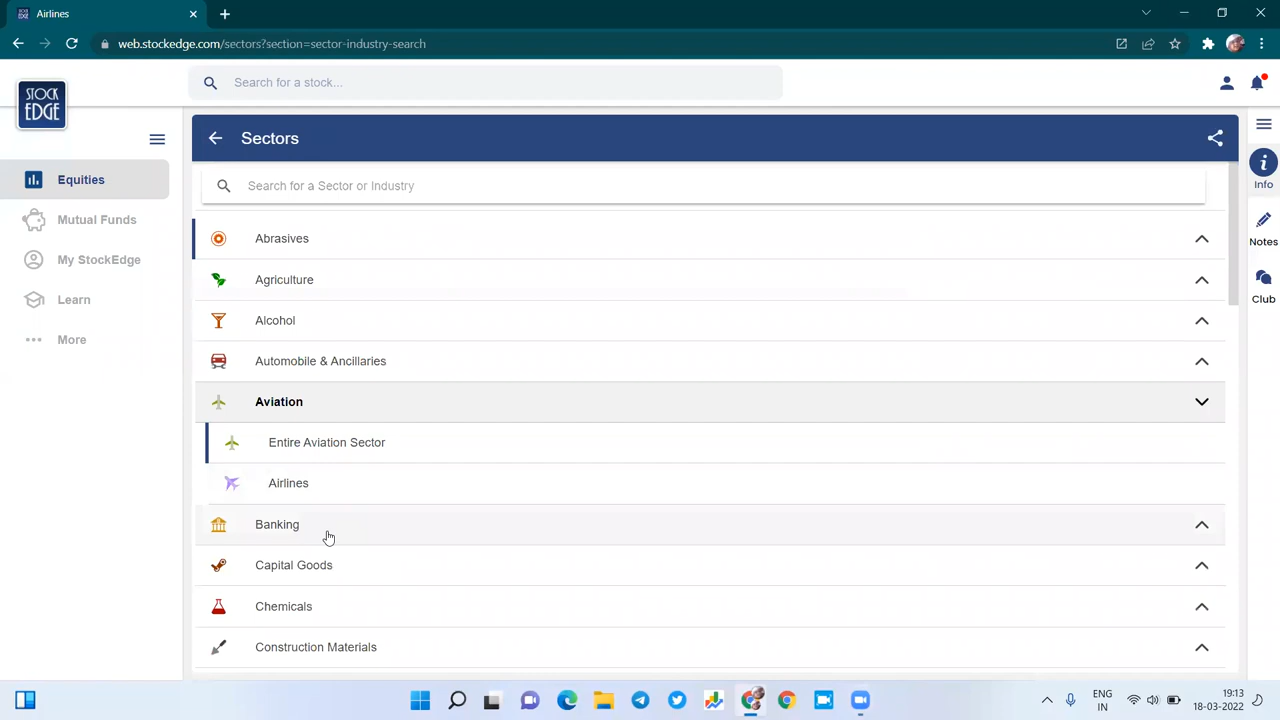 Airlines
web.stockedge.com/sectors?section=sector-industry-search
STOCK
EDGE
Search for a stock...
Equities
Mutual Funds
My StockEdge
Learn
More
Sectors
Search for a Sector or Industry
Abrasives
Agriculture
Alcohol
Automobile & Ancillaries
Aviation
Entire Aviation Sector
Airlines
Banking
Capital Goods
Chemicals
Construction Materials
Info
Notes
Club
ENG
IN
19:13
18-03-2022